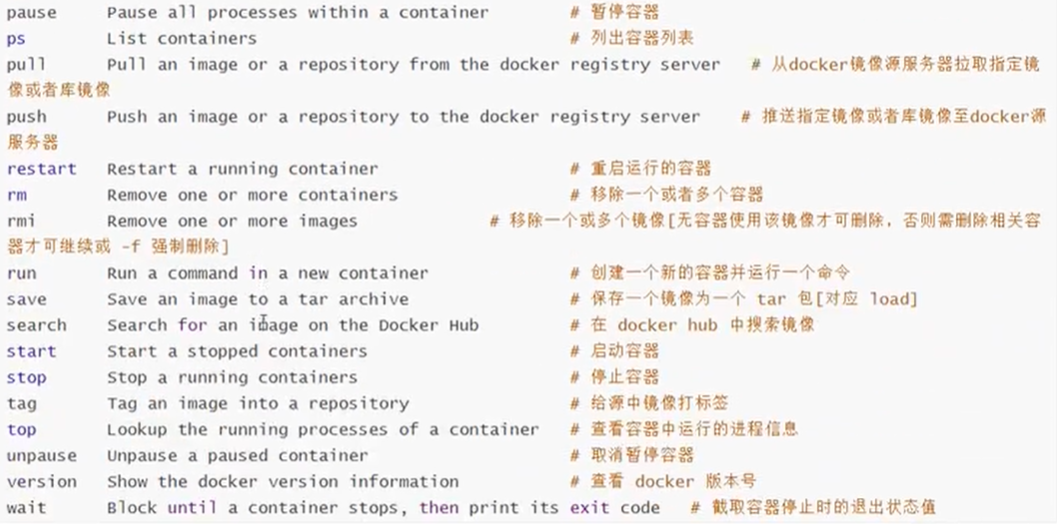 pause Pause all processes within a container # 暂停容器
ps List containers # 列出容器列表
pull Pull an image or a repository from the docker registry server # 从docker镜像源服务器拉取指定镜
像或者库镜像
push Push an image or a repository to the docker registry server # 推送指定镜像或者库镜像至docker源
服务器
restart Restart a running container # 重启运行的容器
rm Remove one or more containers # 移除一个或者多个容器
rmi Remove one or more images # 移除一个或多个镜像[无容器使用该镜像才可删除，否则需删除相关容
器才可继续或 -f 强制删除]
run Run a command in a new container # 创建一个新的容器并运行一个命令
save Save an image to a tar archive # 保存一个镜像为一个 tar 包[对应 load]
search Search for an image on the Docker Hub # 在 docker hub 中搜索镜像
start Start a stopped containers # 启动容器
stop Stop a running containers # 停止容器
tag Tag an image into a repository # 给源中镜像打标签
top Lookup the running processes of a container # 查看容器中运行的进程信息
unpause Unpause a paused container # 取消暂停容器
version Show the docker version information # 查看 docker 版本号
wait Block until a container stops, then print its exit code # 截取容器停止时的退出状态值